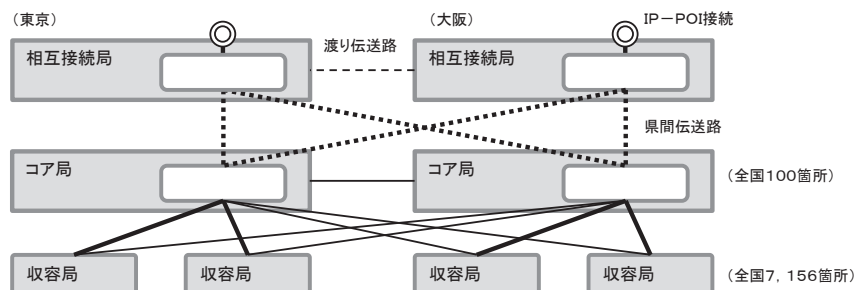 (東京)
(大阪)
IP-POI接続
渡り伝送路
相互接続局
相互接続局
県間伝送路
コア局
コア局
(全国100箇所)
収容局
収容局
収容局
収容局
(全国7,156箇所)